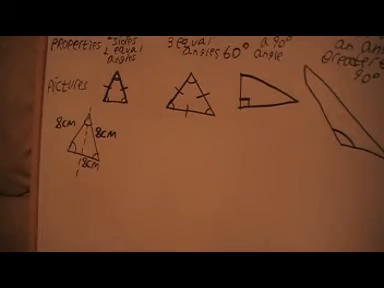 Properties 2 sides 3 equal a 90° an an
2 equal angles 60° angle greater
angles 90°
Pictures
8cm 8cm
18cm